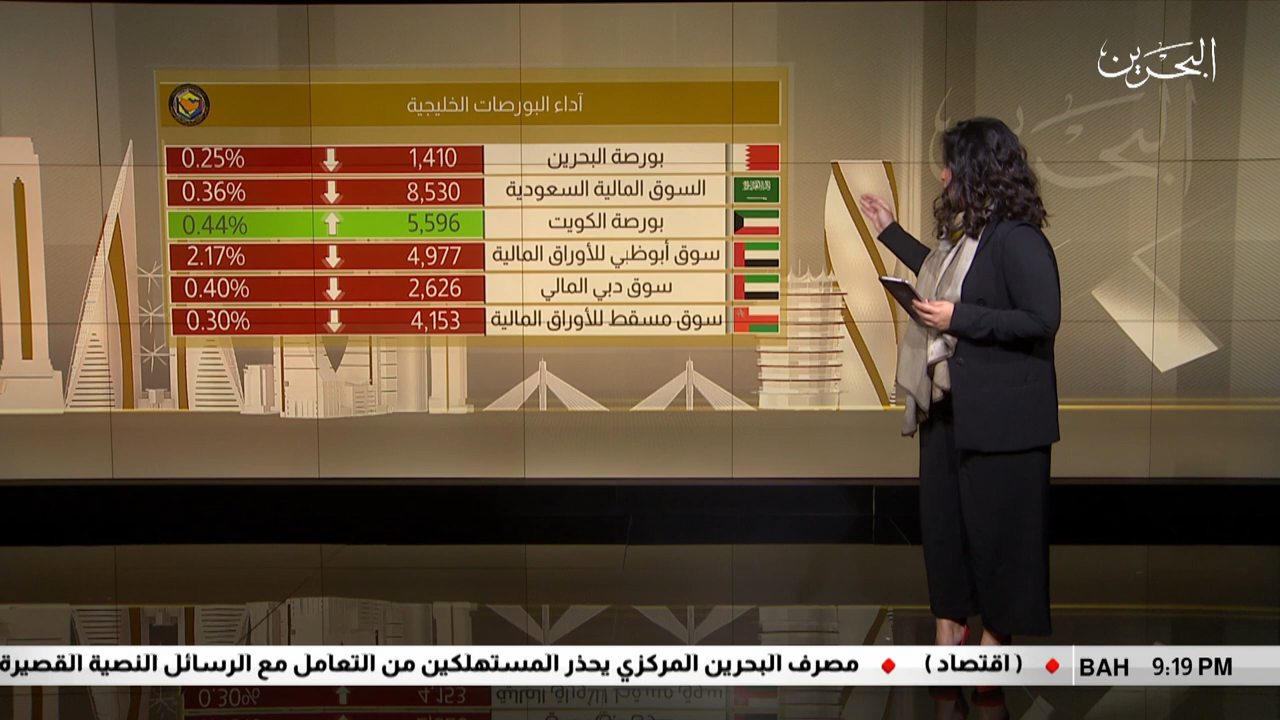 البحرين
آداء البورصات الخليجية
بورصة البحرين 1,410 0.25%
السوق المالية السعودية 8,530 0.36%
بورصة الكويت 5,596 0.44%
سوق أبوظبي للأوراق المالية 4,977 2.17%
سوق دبي المالي 2,626 0.40%
سوق مسقط للأوراق المالية 4,153 0.30%
BAH 9:19 PM
( اقتصاد ) مصرف البحرين المركزي يحذر المستهلكين من التعامل مع الرسائل النصية القصيرة